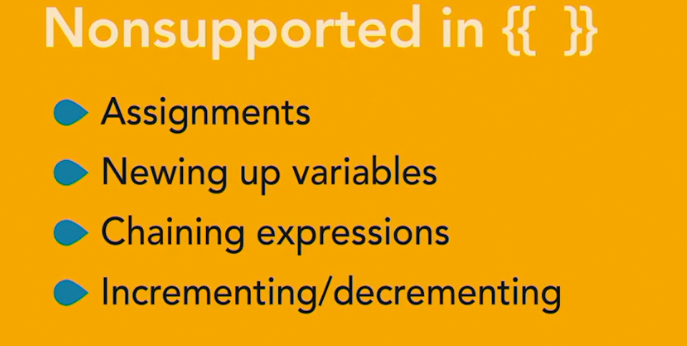 Nonsupported in {{ }}
Assignments
Newing up variables
Chaining expressions
Incrementing/decrementing